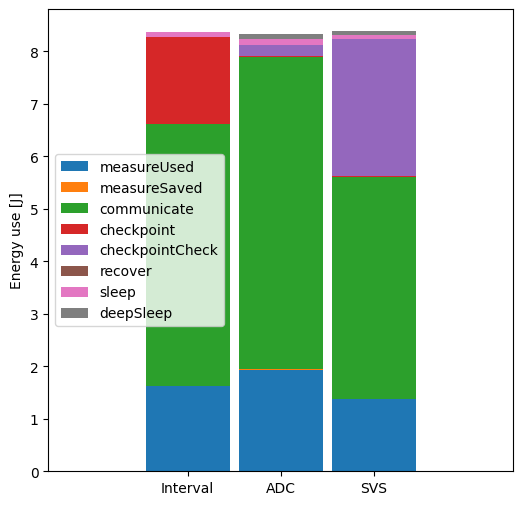 8
7
6
5
4
3
2
1
0
Energy use [J]
measureUsed
measureSaved
communicate
checkpoint
checkpointCheck
recover
sleep
deepSleep
Interval
ADC
SVS